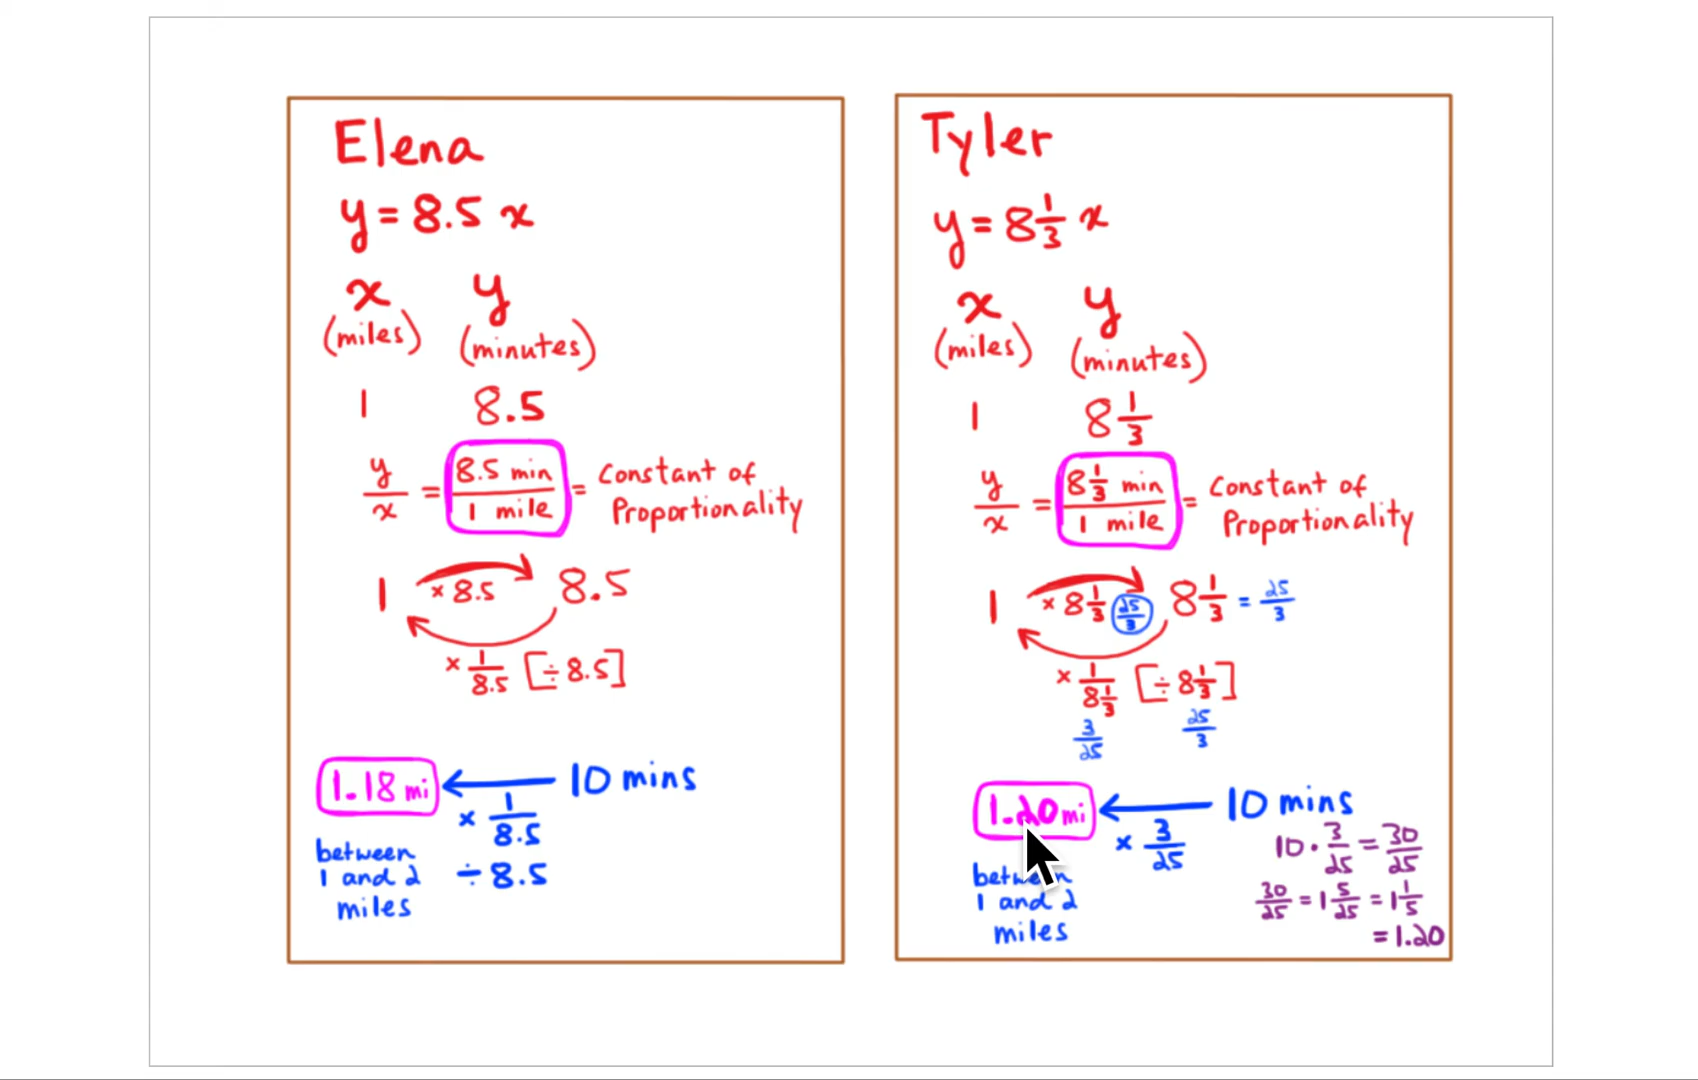 Elena
y = 8.5 x
x y
(miles) (minutes)
1 8.5
y/x = 8.5 min / 1 mile = Constant of Proportionality
1 × 8.5 8.5
× 1/8.5 [÷ 8.5]
1.18 mi ← 10 mins
× 1/8.5
÷ 8.5
between
1 and 2
miles
Tyler
y = 8 1/3 x
x y
(miles) (minutes)
1 8 1/3
y/x = 8 1/3 min / 1 mile = Constant of Proportionality
1 × 8 1/3 25/3 8 1/3 = 25/3
× 1/8 1/3 [÷ 8 1/3]
3/25 25/3
1.20 mi ← 10 mins
× 3/25
between
1 and 2
miles
10 · 3/25 = 30/25
30/25 = 1 5/25 = 1 1/5
= 1.20